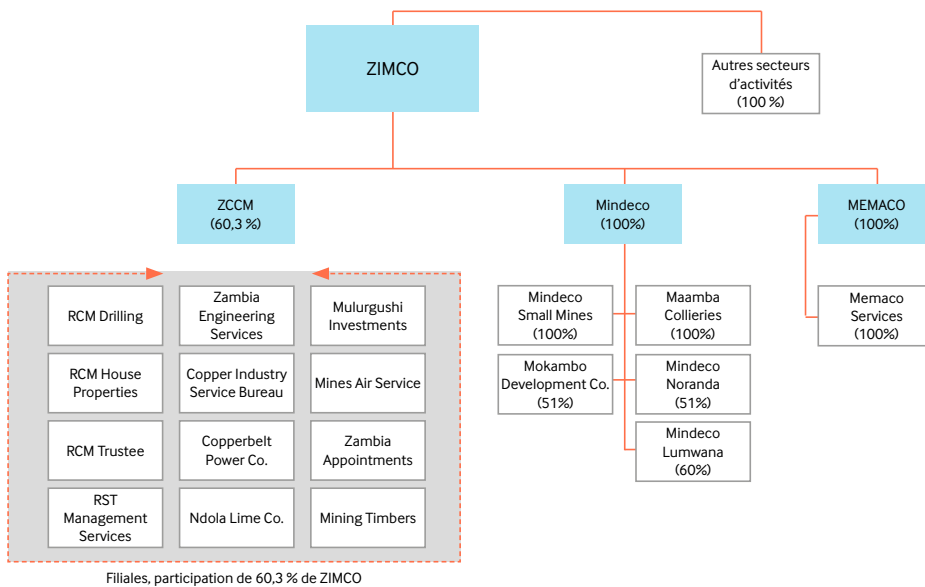 ZIMCO
Autres secteurs
d'activités
(100 %)
ZCCM
(60,3 %)
Mindeco
(100%)
MEMACO
(100%)
RCM Drilling
Zambia
Engineering
Services
Mulurgushi
Investments
RCM House
Properties
Copper Industry
Service Bureau
Mines Air Service
RCM Trustee
Copperbelt
Power Co.
Zambia
Appointments
RST
Management
Services
Ndola Lime Co.
Mining Timbers
Mindeco
Small Mines
(100%)
Maamba
Collieries
(100%)
Mokambo
Development Co.
(51%)
Mindeco
Noranda
(51%)
Mindeco
Lumwana
(60%)
Memaco
Services
(100%)
Filiales, participation de 60,3 % de ZIMCO